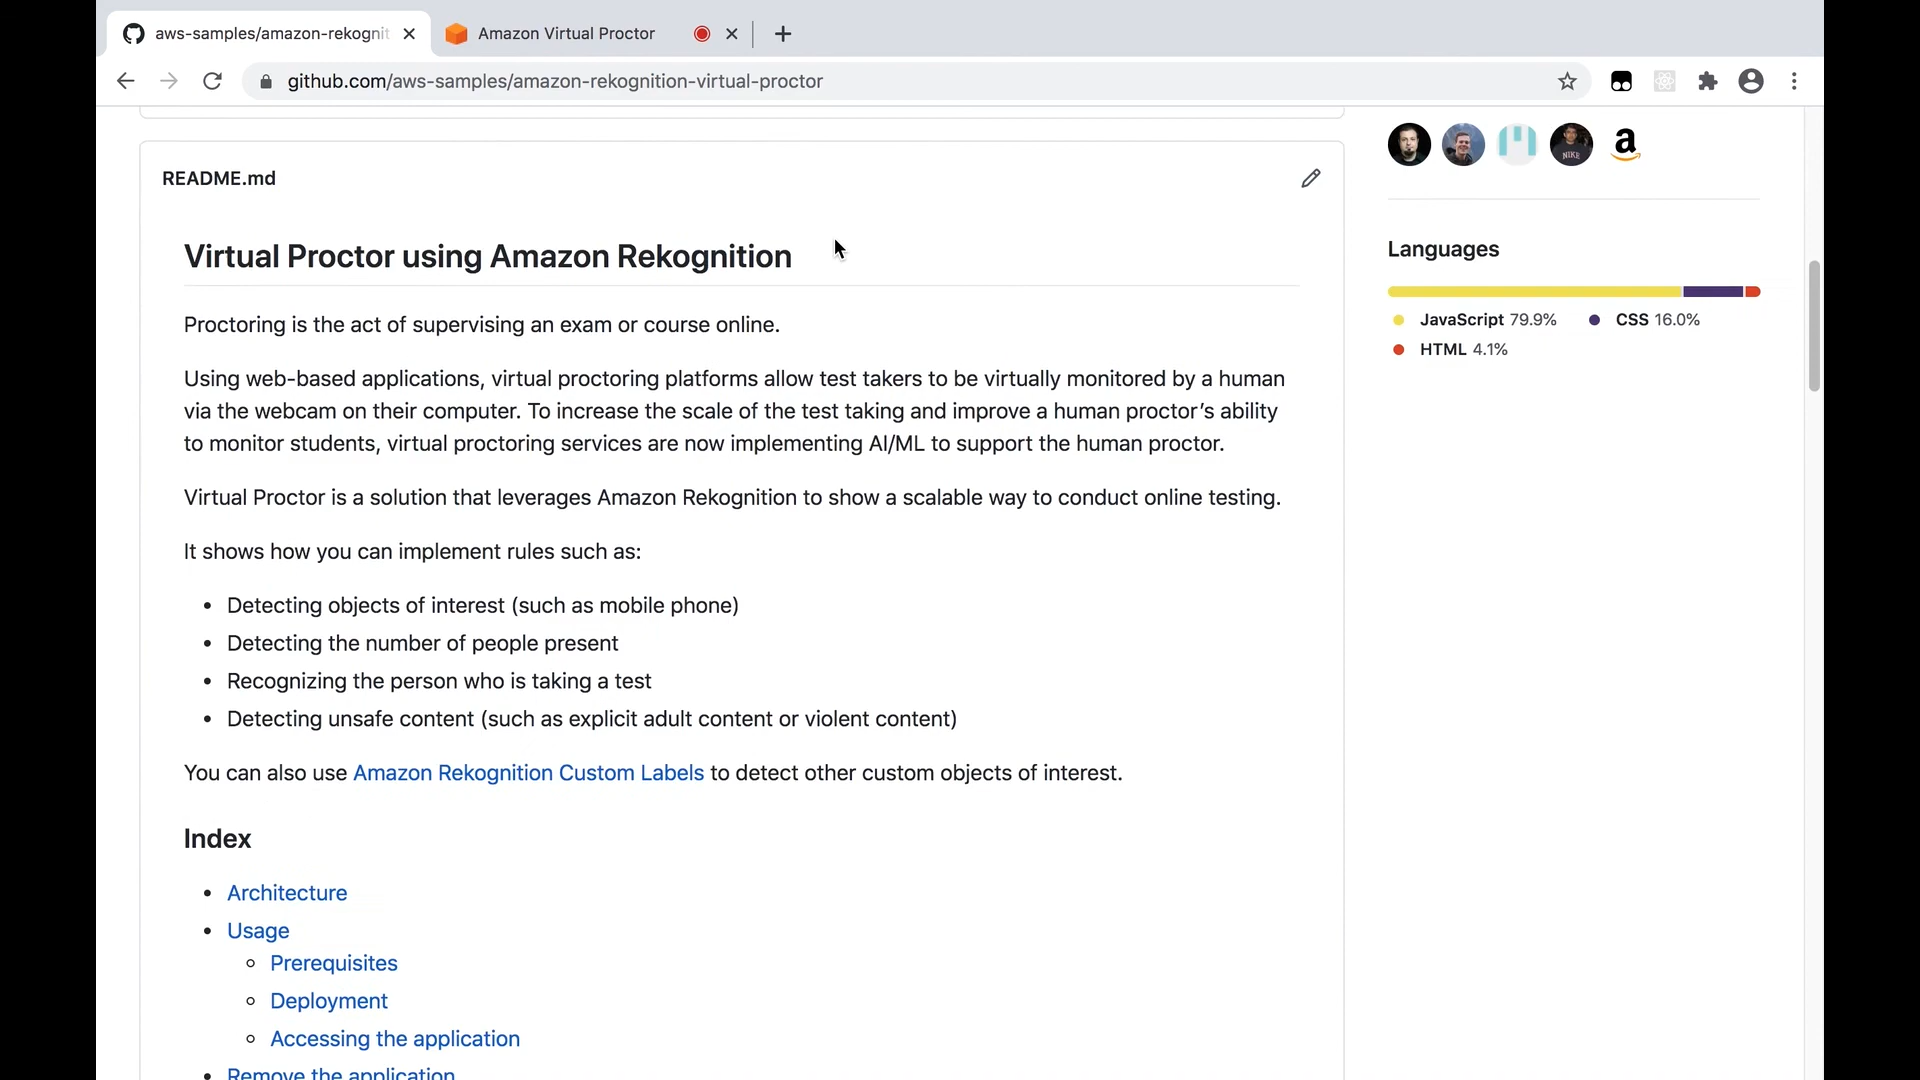 aws-samples/amazon-rekognit
Amazon Virtual Proctor
github.com/aws-samples/amazon-rekognition-virtual-proctor
README.md
Virtual Proctor using Amazon Rekognition
Proctoring is the act of supervising an exam or course online.
Using web-based applications, virtual proctoring platforms allow test takers to be virtually monitored by a human
via the webcam on their computer. To increase the scale of the test taking and improve a human proctor’s ability
to monitor students, virtual proctoring services are now implementing AI/ML to support the human proctor.
Virtual Proctor is a solution that leverages Amazon Rekognition to show a scalable way to conduct online testing.
It shows how you can implement rules such as:
• Detecting objects of interest (such as mobile phone)
• Detecting the number of people present
• Recognizing the person who is taking a test
• Detecting unsafe content (such as explicit adult content or violent content)
You can also use Amazon Rekognition Custom Labels to detect other custom objects of interest.
Index
• Architecture
• Usage
◦ Prerequisites
◦ Deployment
◦ Accessing the application
• Remove the application
NIKE
a
Languages
JavaScript 79.9%
CSS 16.0%
HTML 4.1%